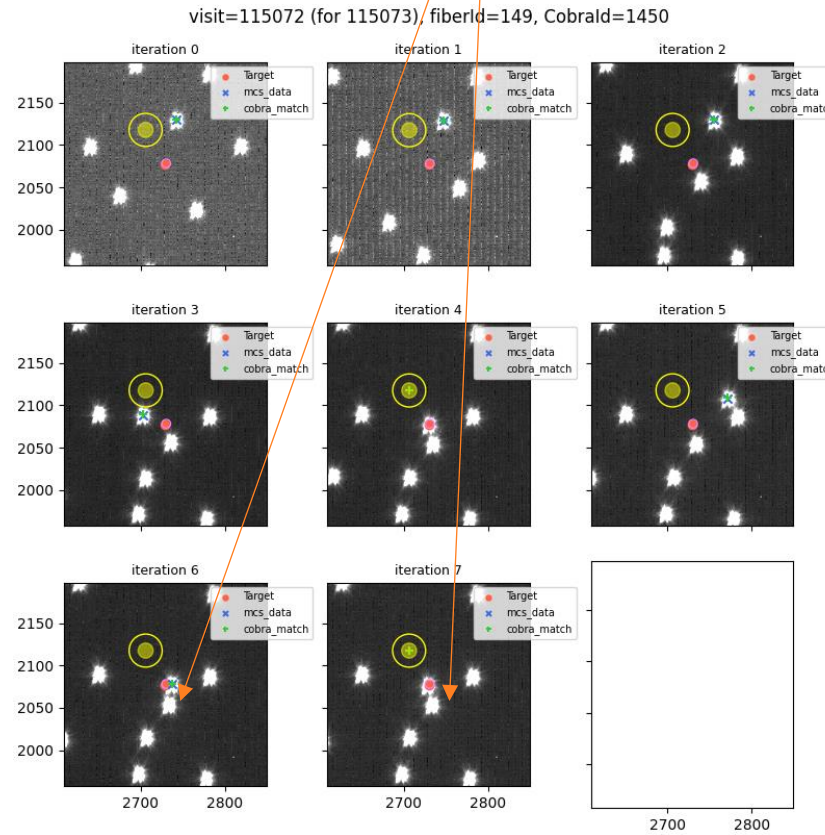 visit=115072 (for 115073), fiberId=149, CobraId=1450
iteration 0
iteration 1
iteration 2
Target
mcs_data
cobra_match
Target
mcs_data
cobra_match
Target
mcs_data
cobra_match
2150
2100
2050
2000
iteration 3
iteration 4
iteration 5
Target
mcs_data
cobra_match
Target
mcs_data
cobra_match
Target
mcs_data
cobra_match
2150
2100
2050
2000
iteration 6
iteration 7
Target
mcs_data
cobra_match
Target
mcs_data
cobra_match
2150
2100
2050
2000
2700 2800
2700 2800
2700 2800